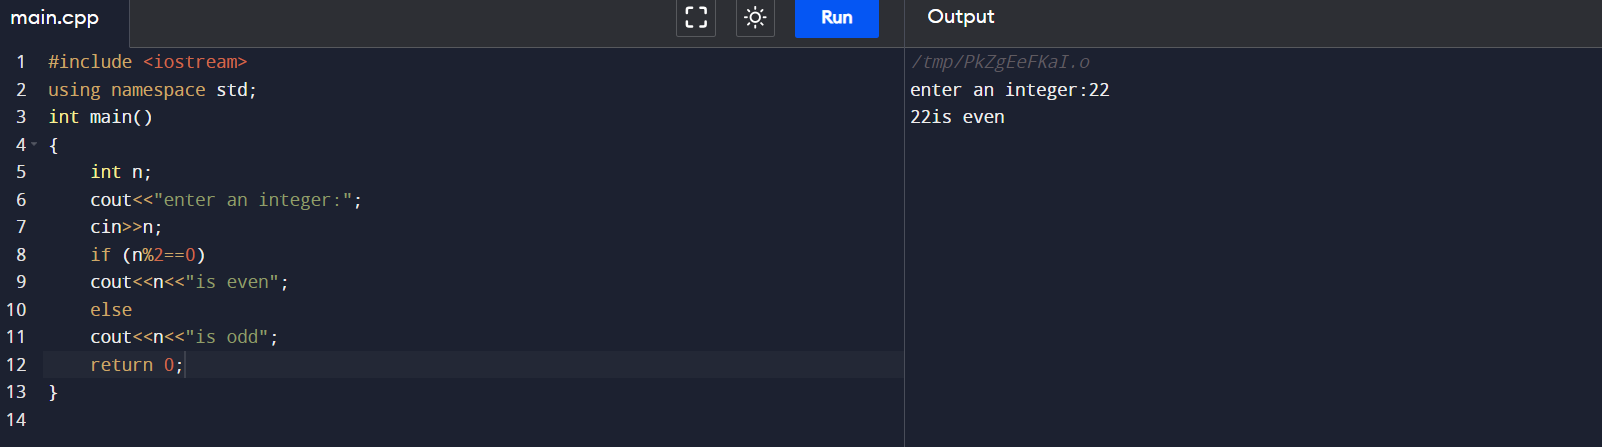 main.cpp
Run
Output
1 #include <iostream>
2 using namespace std;
3 int main()
4 {
5     int n;
6     cout<<"enter an integer:";
7     cin>>n;
8     if (n%2==0)
9     cout<<n<<"is even";
10     else
11     cout<<n<<"is odd";
12     return 0;
13 }
14
/tmp/PkZgEeFKaI.o
enter an integer:22
22is even